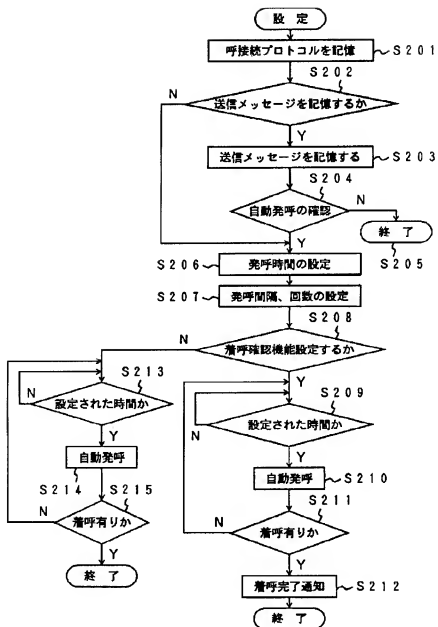 設 定
呼接続プロトコルを記憶
S201
S202
送信メッセージを記憶するか
N
Y
送信メッセージを記憶する
S203
S204
自動発呼の確認
N
Y
終 了
S205
S206
発呼時間の設定
S207
発呼間隔、回数の設定
S208
着呼確認機能設定するか
N
Y
S213
設定された時間か
N
Y
自動発呼
S214
S215
着呼有りか
N
Y
終 了
S209
設定された時間か
N
Y
自動発呼
S210
S211
着呼有りか
N
Y
着呼完了通知
S212
終 了